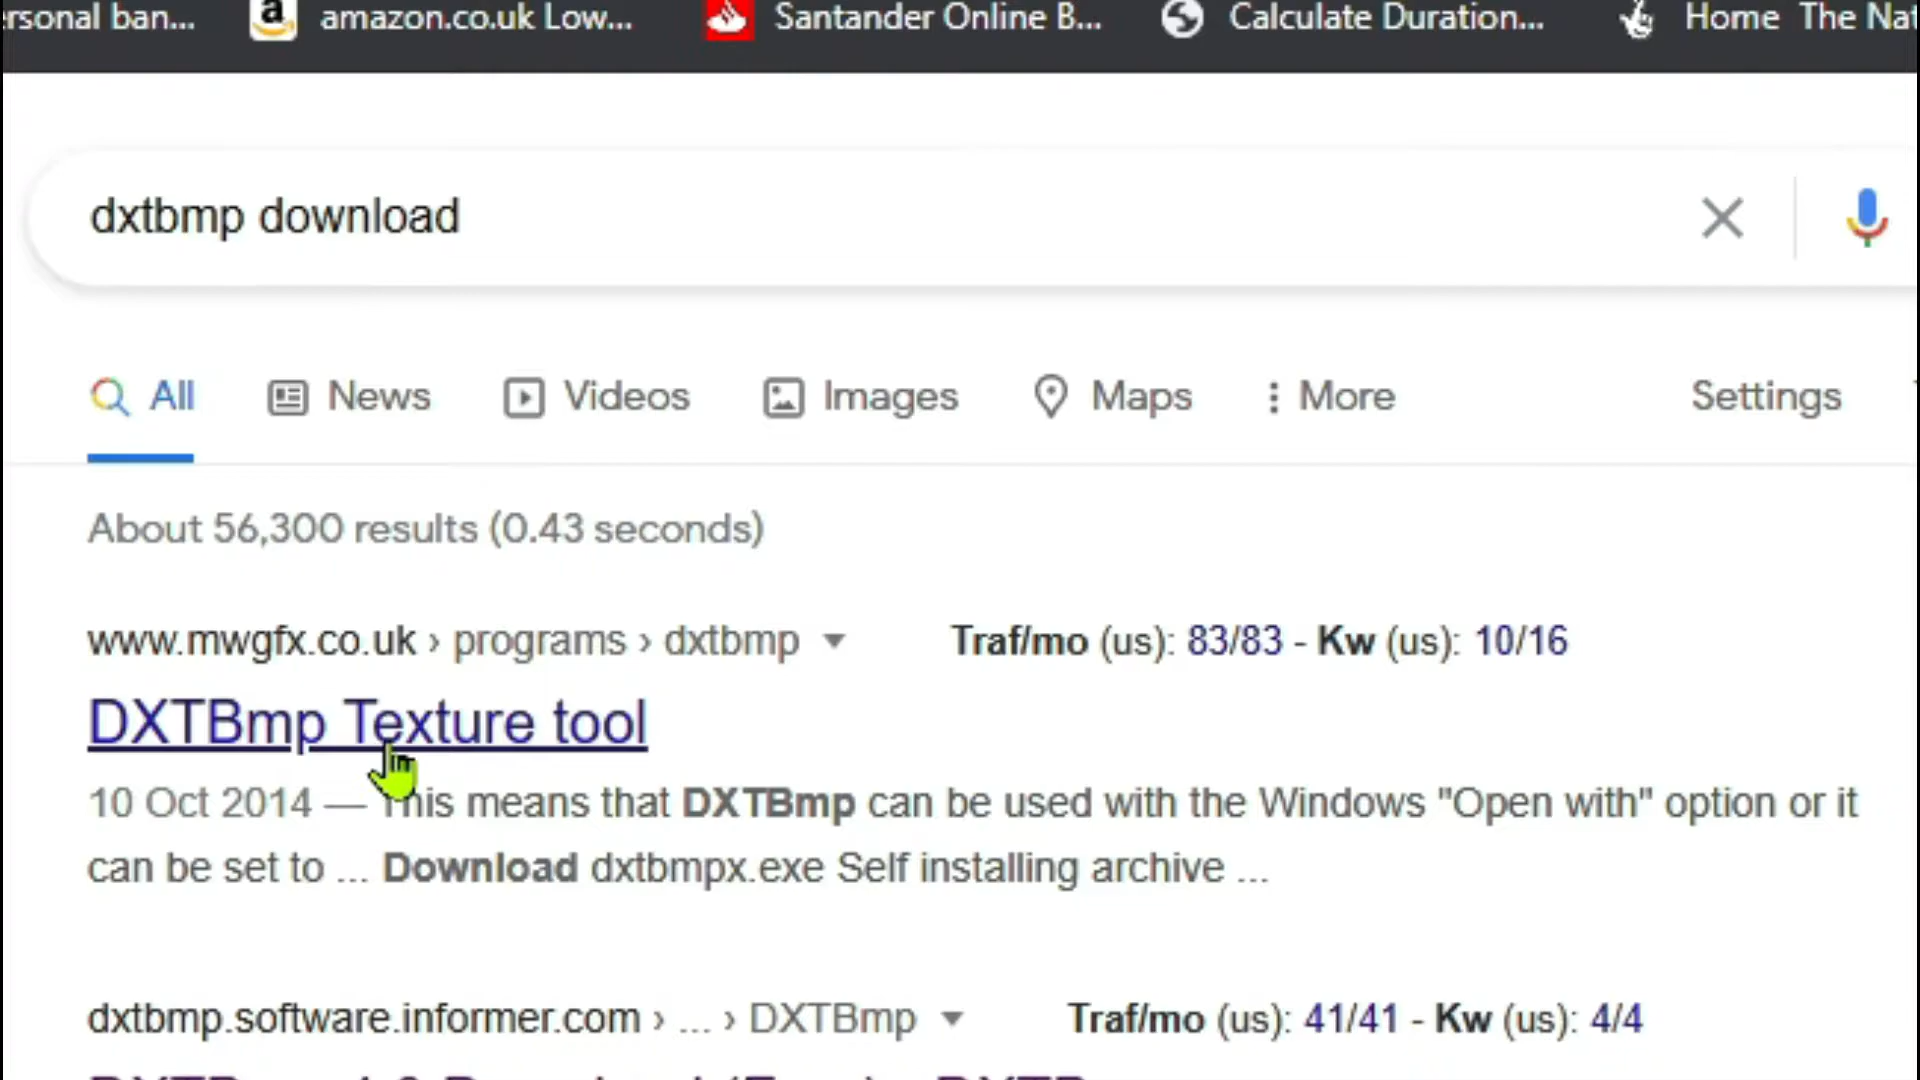 ersonal ban... amazon.co.uk Low... Santander Online B... Calculate Duration... Home The Nat
dxtbmp download
All News Videos Images Maps More Settings
About 56,300 results (0.43 seconds)
www.mwgfx.co.uk › programs › dxtbmp Traf/mo (us): 83/83 - Kw (us): 10/16
DXTBmp Texture tool
10 Oct 2014 — This means that DXTBmp can be used with the Windows "Open with" option or it
can be set to ... Download dxtbmpx.exe Self installing archive ...
dxtbmp.software.informer.com › ... › DXTBmp Traf/mo (us): 41/41 - Kw (us): 4/4